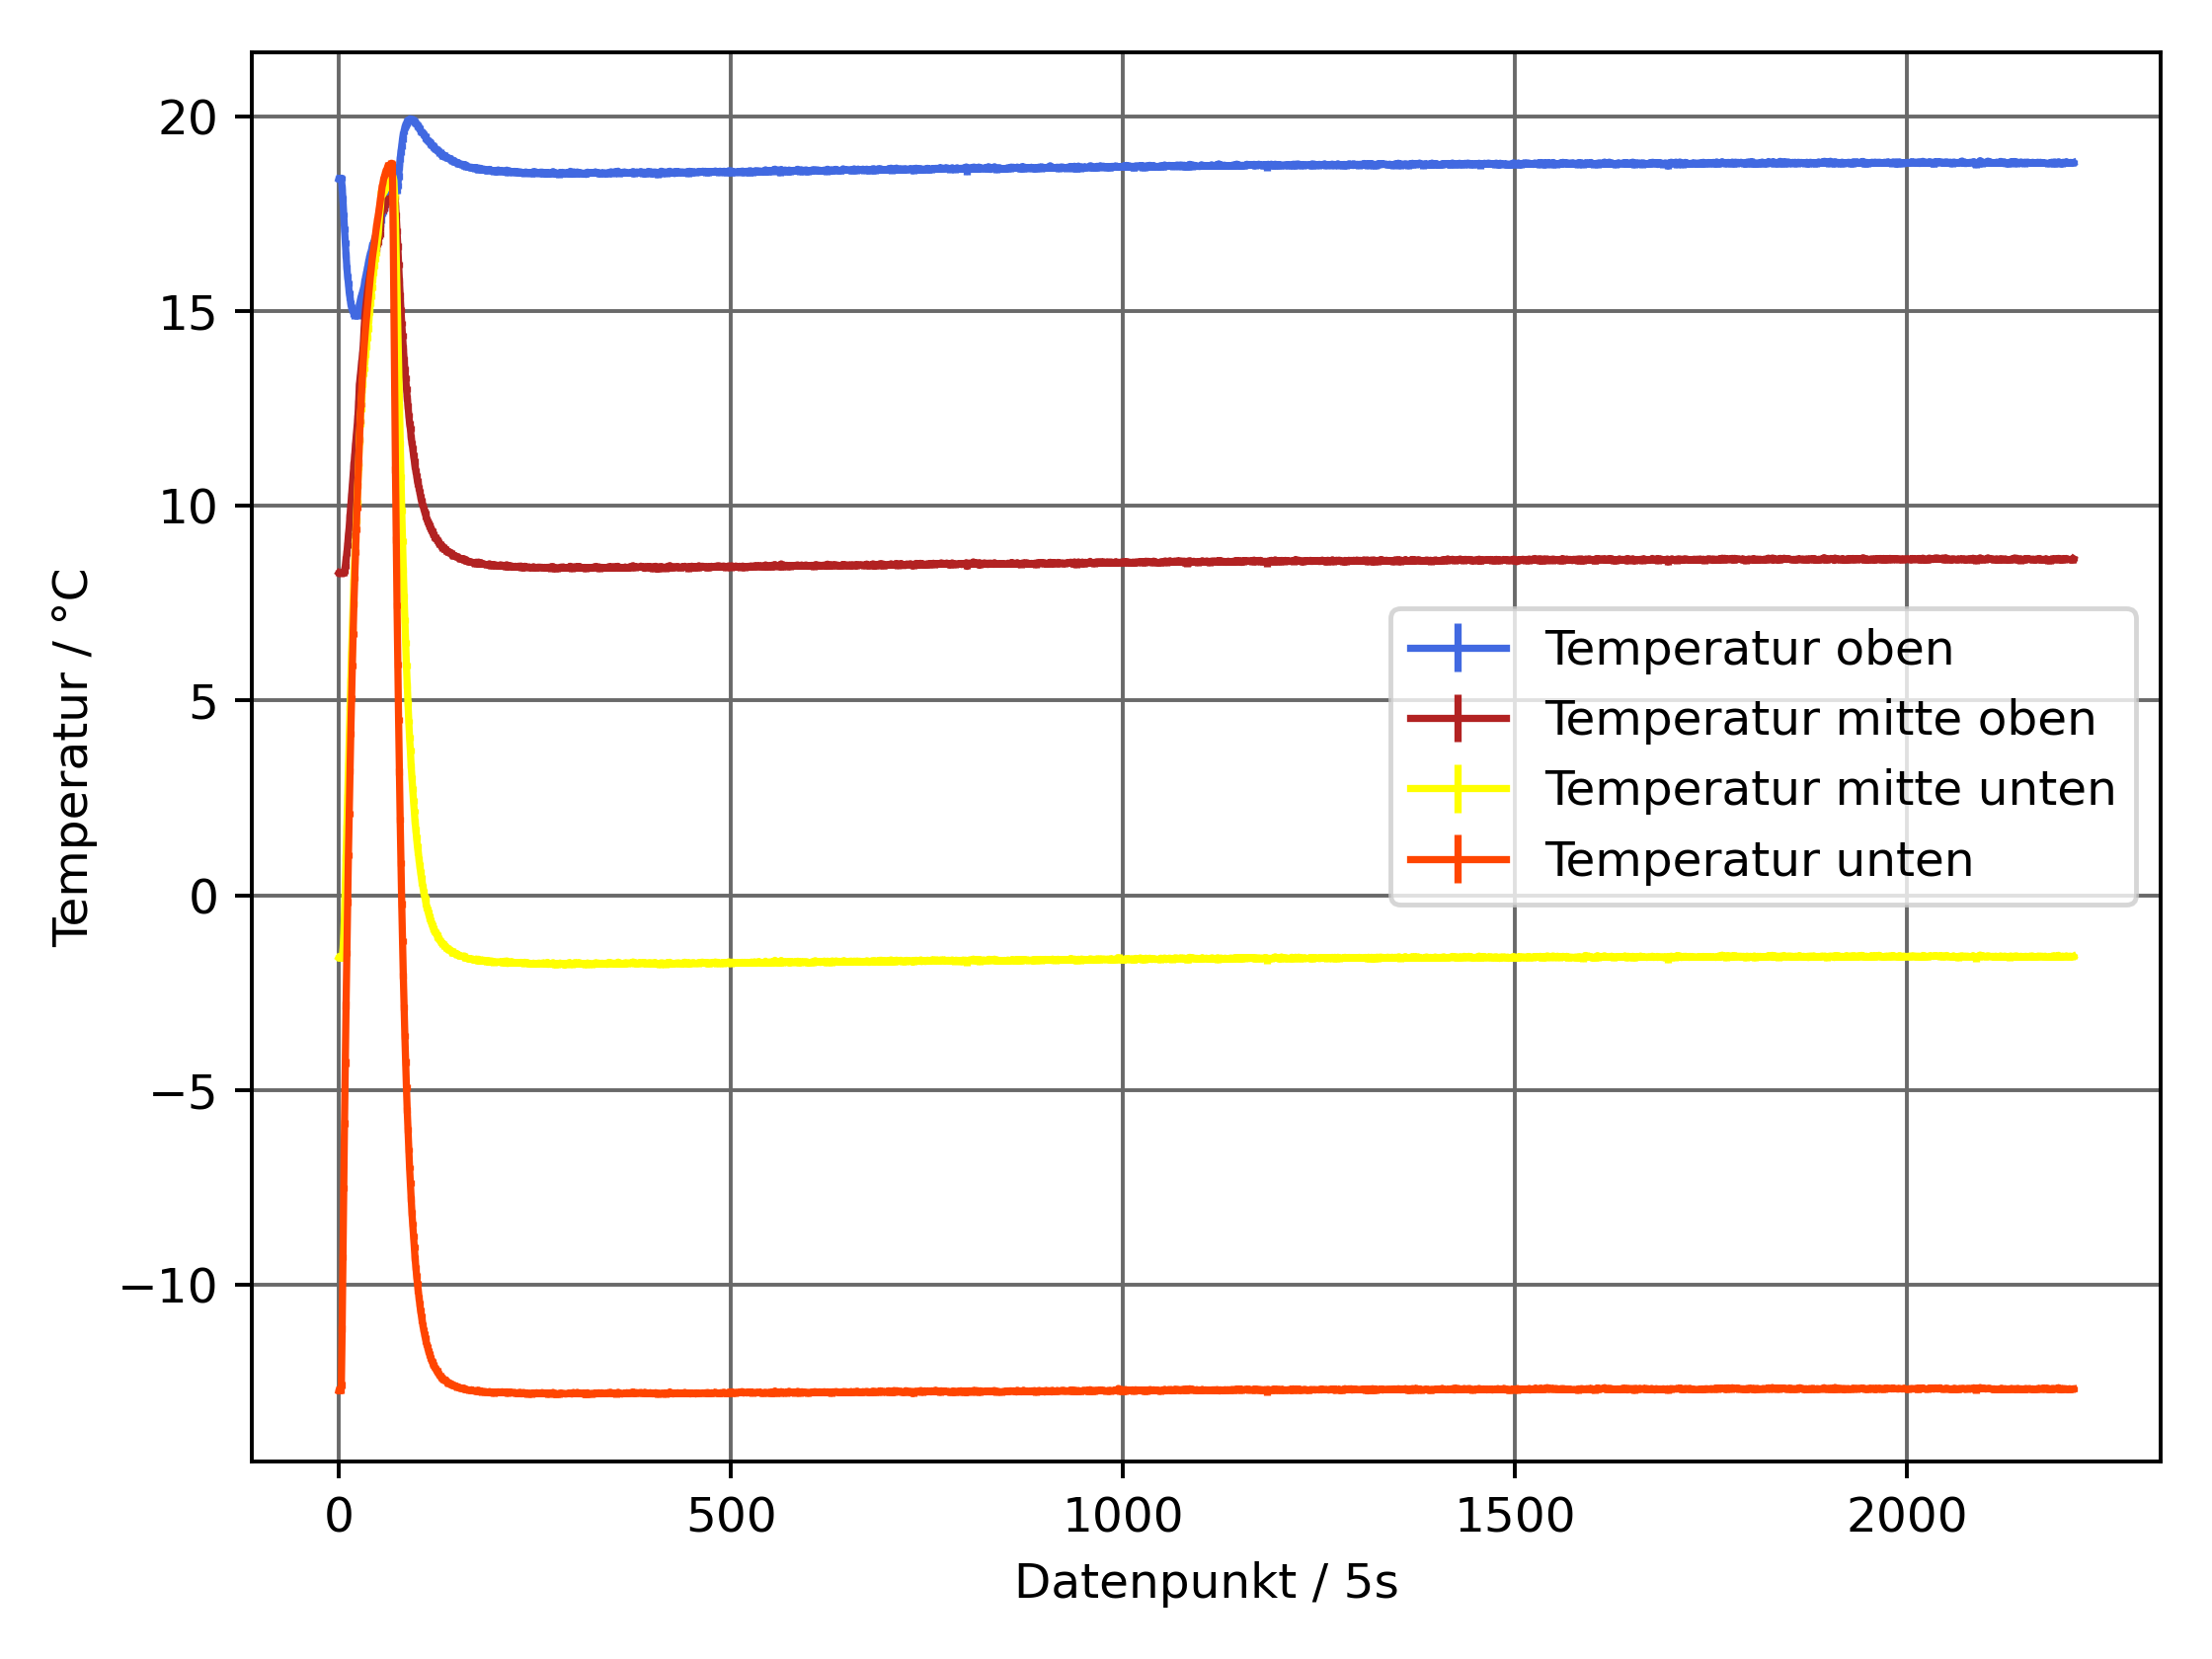 20
15
10
5
0
−5
−10
Temperatur / °C
Temperatur oben
Temperatur mitte oben
Temperatur mitte unten
Temperatur unten
0 500 1000 1500 2000
Datenpunkt / 5s